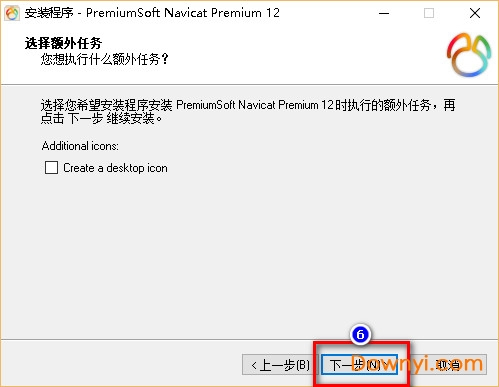 安装程序 - PremiumSoft Navicat Premium 12
选择额外任务
您想执行什么额外任务？
选择您希望安装程序安装 PremiumSoft Navicat Premium 12时执行的额外任务，再
点击 下一步 继续安装。
Additional icons:
Create a desktop icon
6
<上一步(B)
下一步(N)
取消
Downyi.com